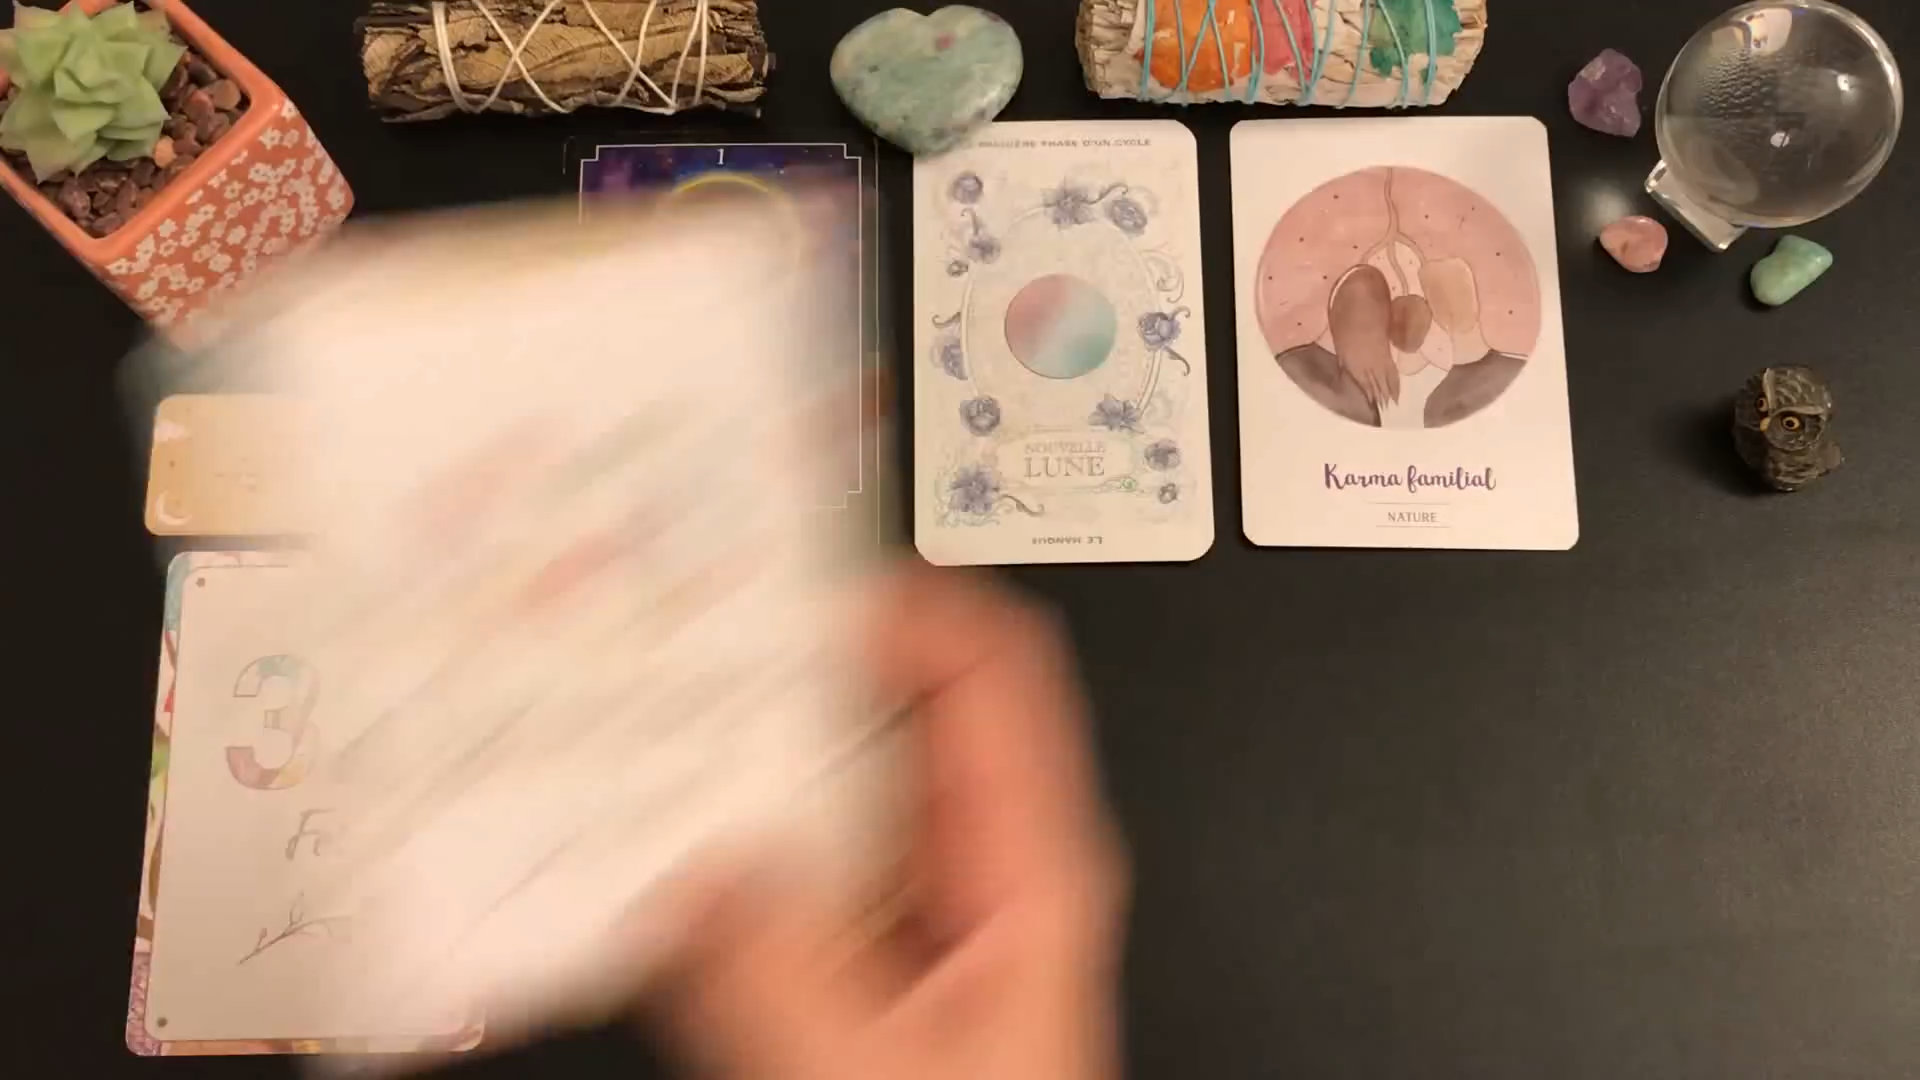 1
PREMIÈRE PHASE D'UN CYCLE
NOUVELLE
LUNE
LE MANQUE
Karma familial
NATURE
3